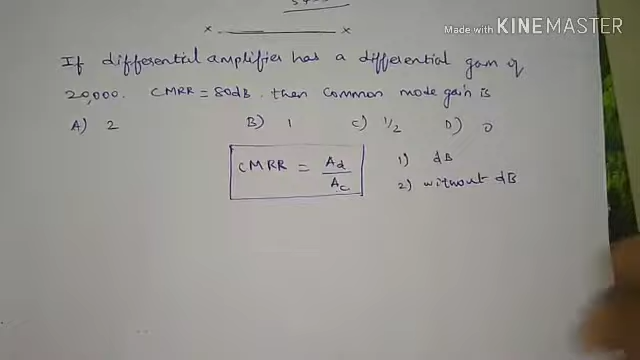 Made with KINEMASTER
x ———— x
If differential amplifier has a differential gain of
20,000. CMRR = 80dB. then Common mode gain is
A) 2 B) 1 C) 1/2 D) 0
CMRR = Ad/Ac
1) dB
2) without dB